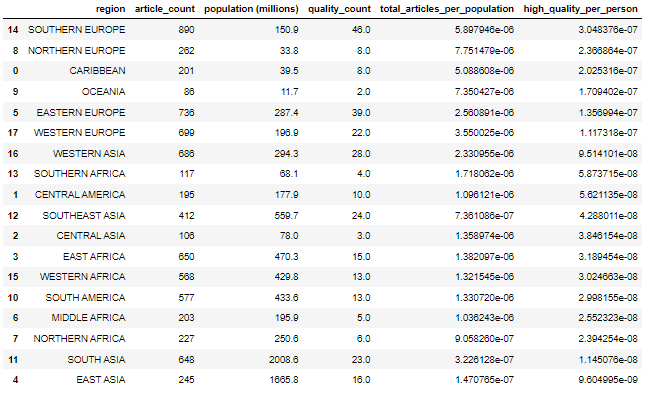 region article_count population (millions) quality_count total_articles_per_population high_quality_per_person
14 SOUTHERN EUROPE 890 150.9 46.0 5.897946e-06 3.048376e-07
8 NORTHERN EUROPE 262 33.8 8.0 7.751479e-06 2.366864e-07
0 CARIBBEAN 201 39.5 8.0 5.088608e-06 2.025316e-07
9 OCEANIA 86 11.7 2.0 7.350427e-06 1.709402e-07
5 EASTERN EUROPE 736 287.4 39.0 2.560891e-06 1.356994e-07
17 WESTERN EUROPE 699 196.9 22.0 3.550025e-06 1.117318e-07
16 WESTERN ASIA 686 294.3 28.0 2.330955e-06 9.514101e-08
13 SOUTHERN AFRICA 117 68.1 4.0 1.718062e-06 5.873715e-08
1 CENTRAL AMERICA 195 177.9 10.0 1.096121e-06 5.621135e-08
12 SOUTHEAST ASIA 412 559.7 24.0 7.361086e-07 4.288011e-08
2 CENTRAL ASIA 106 78.0 3.0 1.358974e-06 3.846154e-08
3 EAST AFRICA 650 470.3 15.0 1.382097e-06 3.189454e-08
15 WESTERN AFRICA 568 429.8 13.0 1.321545e-06 3.024663e-08
10 SOUTH AMERICA 577 433.6 13.0 1.330720e-06 2.998155e-08
6 MIDDLE AFRICA 203 195.9 5.0 1.036243e-06 2.552323e-08
7 NORTHERN AFRICA 227 250.6 6.0 9.058260e-07 2.394254e-08
11 SOUTH ASIA 648 2008.6 23.0 3.226128e-07 1.145076e-08
4 EAST ASIA 245 1665.8 16.0 1.470765e-07 9.604995e-09